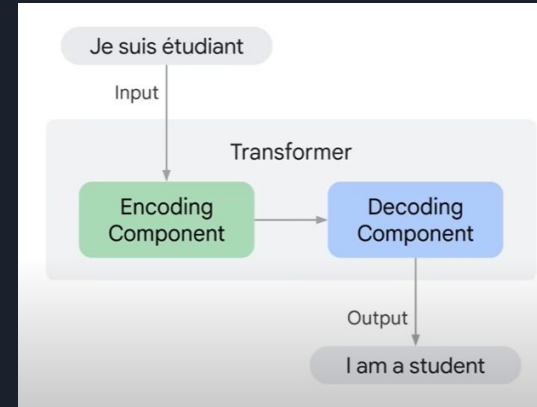 Je suis étudiant
Input
Transformer
Encoding
Component
Decoding
Component
Output
I am a student